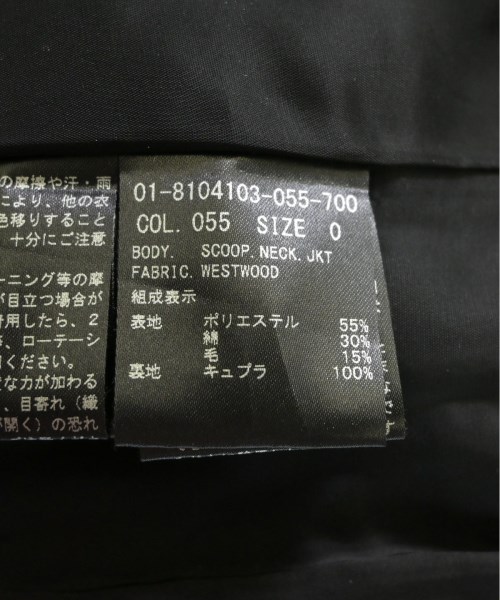 の摩擦や汗・雨
により、他の衣
色移りすること
十分にご注意
ーニング等の摩
が目立つ場合が
用したら、2
、ローテーシ
ください。
な力が加わる
、目寄れ(繊
が開く)の恐れ
01-8104103-055-700
COL. 055 SIZE 0
BODY. SCOOP. NECK. JKT
FABRIC. WESTWOOD
組成表示
表地 ポリエステル 55%
綿 30%
毛 15%
裏地 キュプラ 100%